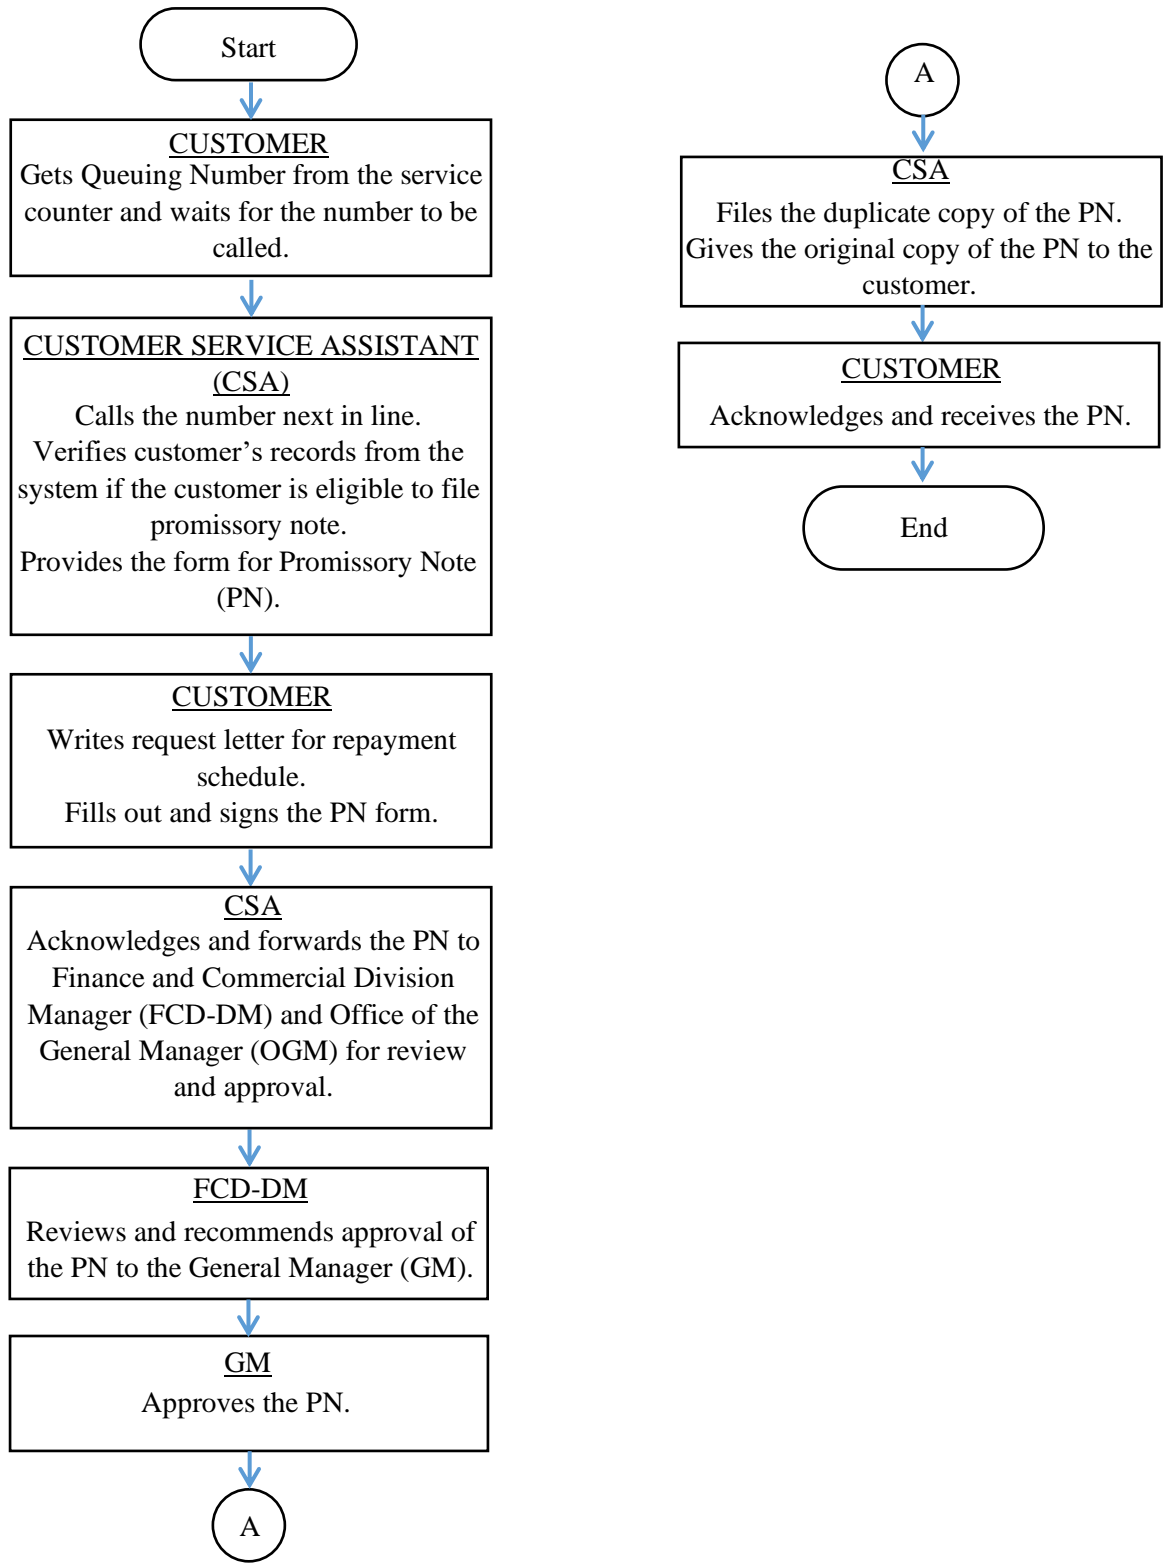 Start
CUSTOMER
Gets Queuing Number from the service
counter and waits for the number to be
called.
CUSTOMER SERVICE ASSISTANT
(CSA)
Calls the number next in line.
Verifies customer’s records from the
system if the customer is eligible to file
promissory note.
Provides the form for Promissory Note
(PN).
CUSTOMER
Writes request letter for repayment
schedule.
Fills out and signs the PN form.
CSA
Acknowledges and forwards the PN to
Finance and Commercial Division
Manager (FCD-DM) and Office of the
General Manager (OGM) for review
and approval.
FCD-DM
Reviews and recommends approval of
the PN to the General Manager (GM).
GM
Approves the PN.
A
A
CSA
Files the duplicate copy of the PN.
Gives the original copy of the PN to the
customer.
CUSTOMER
Acknowledges and receives the PN.
End